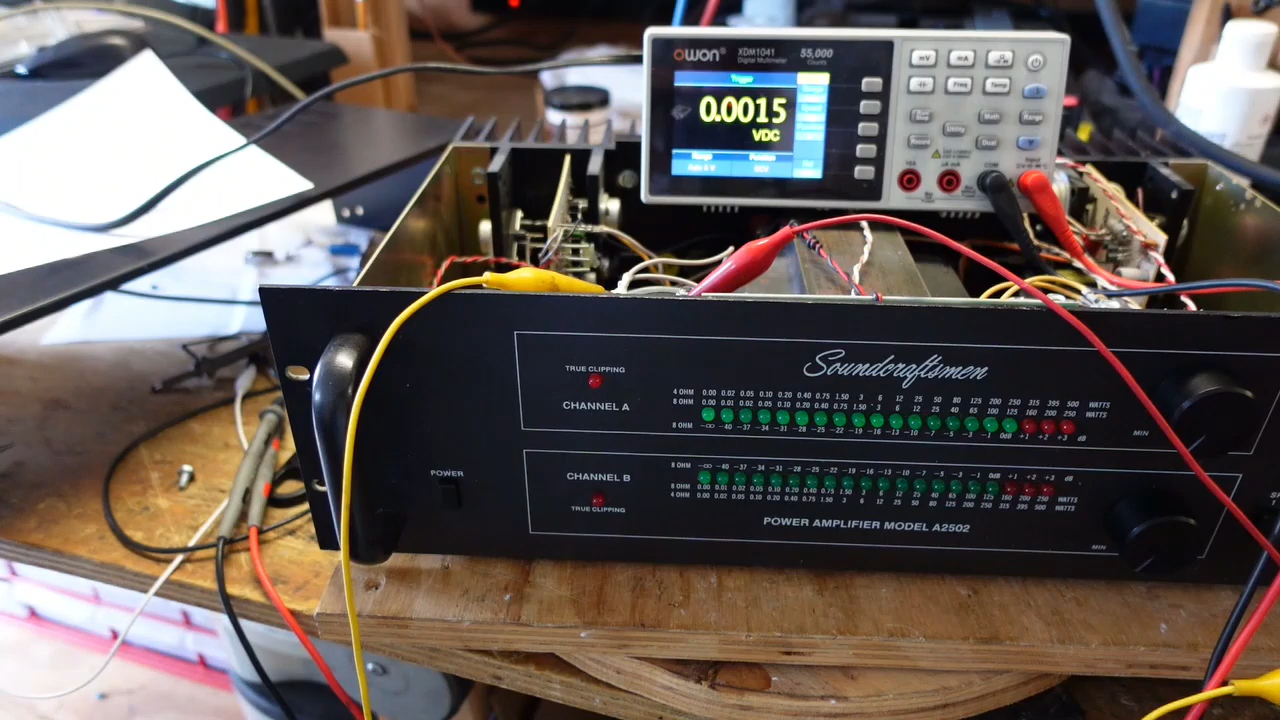 owon®
XDM1041
Digital Multimeter
55,000
Counts
Trigger
0.0015
VDC
Range
Function
mV
mA
Freq
Temp
Math
Range
Utility
Dual
10A
COM
Soundcraftsmen
TRUE CLIPPING
CHANNEL A
4 OHM 0.00 0.02 0.05 0.10 0.20 0.40 0.75 1.50 3 6 12 25 50 80 125 200 250 315 395 500 WATTS
8 OHM 0.00 0.01 0.02 0.05 0.10 0.20 0.40 0.75 1.50 3 6 12 25 40 65 100 125 160 200 250 WATTS
8 OHM -∞ -40 -37 -34 -31 -28 -25 -22 -19 -16 -13 -10 -7 -5 -3 -1 0dB +1 +2 +3 dB
MIN
POWER
CHANNEL B
TRUE CLIPPING
8 OHM -∞ -40 -37 -34 -31 -28 -25 -22 -19 -16 -13 -10 -7 -5 -3 -1 0dB +1 +2 +3 dB
8 OHM 0.00 0.01 0.02 0.05 0.10 0.20 0.40 0.75 1.50 3 6 12 25 40 65 100 125 160 200 250 WATTS
4 OHM 0.00 0.02 0.05 0.10 0.20 0.40 0.75 1.50 3 6 12 25 50 80 125 200 250 315 395 500 WATTS
POWER AMPLIFIER MODEL A2502
MIN